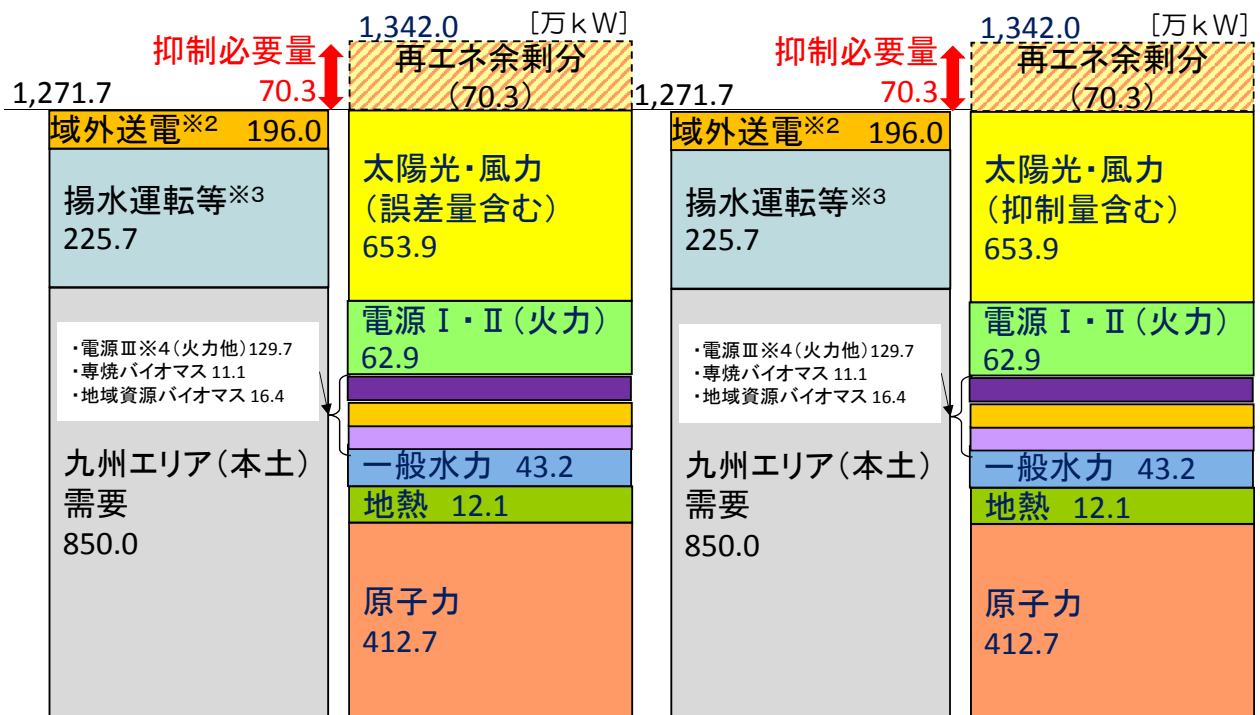 1,342.0 [万kW]
抑制必要量
70.3
再エネ余剰分
(70.3)
1,271.7
域外送電※2 196.0
揚水運転等※3
225.7
太陽光・風力
(誤差量含む)
653.9
電源Ⅰ・Ⅱ(火力)
62.9
・電源Ⅲ※4(火力他)129.7
・専焼バイオマス 11.1
・地域資源バイオマス 16.4
九州エリア(本土)
需要
850.0
一般水力 43.2
地熱 12.1
原子力
412.7
1,342.0 [万kW]
抑制必要量
70.3
再エネ余剰分
(70.3)
1,271.7
域外送電※2 196.0
揚水運転等※3
225.7
太陽光・風力
(抑制量含む)
653.9
電源Ⅰ・Ⅱ(火力)
62.9
・電源Ⅲ※4(火力他)129.7
・専焼バイオマス 11.1
・地域資源バイオマス 16.4
九州エリア(本土)
需要
850.0
一般水力 43.2
地熱 12.1
原子力
412.7